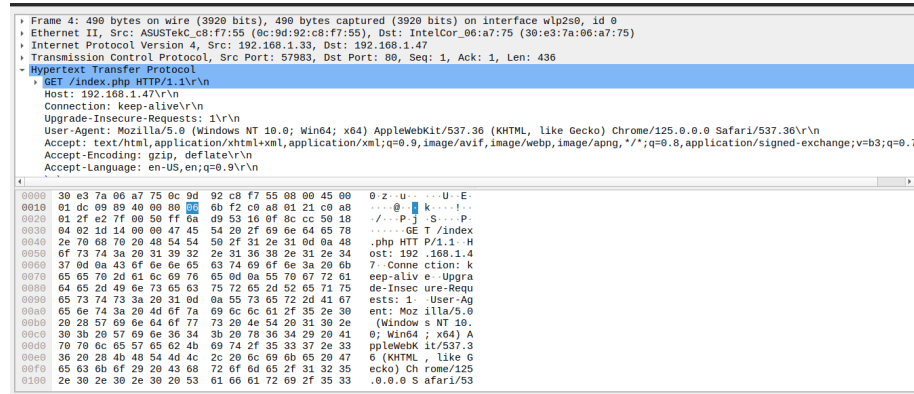 Frame 4: 490 bytes on wire (3920 bits), 490 bytes captured (3920 bits) on interface wlp2s0, id 0
Ethernet II, Src: ASUSTekC_c8:f7:55 (0c:9d:92:c8:f7:55), Dst: IntelCor_06:a7:75 (30:e3:7a:06:a7:75)
Internet Protocol Version 4, Src: 192.168.1.33, Dst: 192.168.1.47
Transmission Control Protocol, Src Port: 57983, Dst Port: 80, Seq: 1, Ack: 1, Len: 436
Hypertext Transfer Protocol
GET /index.php HTTP/1.1\r\n
Host: 192.168.1.47\r\n
Connection: keep-alive\r\n
Upgrade-Insecure-Requests: 1\r\n
User-Agent: Mozilla/5.0 (Windows NT 10.0; Win64; x64) AppleWebKit/537.36 (KHTML, like Gecko) Chrome/125.0.0.0 Safari/537.36\r\n
Accept: text/html,application/xhtml+xml,application/xml;q=0.9,image/avif,image/webp,image/apng,*/*;q=0.8,application/signed-exchange;v=b3;q=0.7
Accept-Encoding: gzip, deflate\r\n
Accept-Language: en-US,en;q=0.9\r\n
0000 30 e3 7a 06 a7 75 0c 9d 92 c8 f7 55 08 00 45 00 0·z··u·· ···U··E·
0010 01 dc 09 89 40 00 80 06 6b f2 c0 a8 01 21 c0 a8 ····@··· k····!··
0020 01 2f e2 7f 00 50 ff 6a d9 53 16 0f 8c cc 50 18 ·/···P·j ·S····P·
0030 04 02 1d 14 00 00 47 45 54 20 2f 69 6e 64 65 78 ······GE T /index
0040 2e 70 68 70 20 48 54 54 50 2f 31 2e 31 0d 0a 48 .php HTT P/1.1··H
0050 6f 73 74 3a 20 31 39 32 2e 31 36 38 2e 31 2e 34 ost: 192 .168.1.4
0060 37 0d 0a 43 6f 6e 6e 65 63 74 69 6f 6e 3a 20 6b 7··Conne ction: k
0070 65 65 70 2d 61 6c 69 76 65 0d 0a 55 70 67 72 61 eep-aliv e··Upgra
0080 64 65 2d 49 6e 73 65 63 75 72 65 2d 52 65 71 75 de-Insec ure-Requ
0090 65 73 74 73 3a 20 31 0d 0a 55 73 65 72 2d 41 67 ests: 1· ·User-Ag
00a0 65 6e 74 3a 20 4d 6f 7a 69 6c 6c 61 2f 35 2e 30 ent: Moz illa/5.0
00b0 20 28 57 69 6e 64 6f 77 73 20 4e 54 20 31 30 2e (Window s NT 10.
00c0 30 3b 20 57 69 6e 36 34 3b 20 78 36 34 29 20 41 0; Win64 ; x64) A
00d0 70 70 6c 65 57 65 62 4b 69 74 2f 35 33 37 2e 33 ppleWebK it/537.3
00e0 36 20 28 4b 48 54 4d 4c 2c 20 6c 69 6b 65 20 47 6 (KHTML , like G
00f0 65 63 6b 6f 29 20 43 68 72 6f 6d 65 2f 31 32 35 ecko) Ch rome/125
0100 2e 30 2e 30 2e 30 20 53 61 66 61 72 69 2f 35 33 .0.0.0 S afari/53